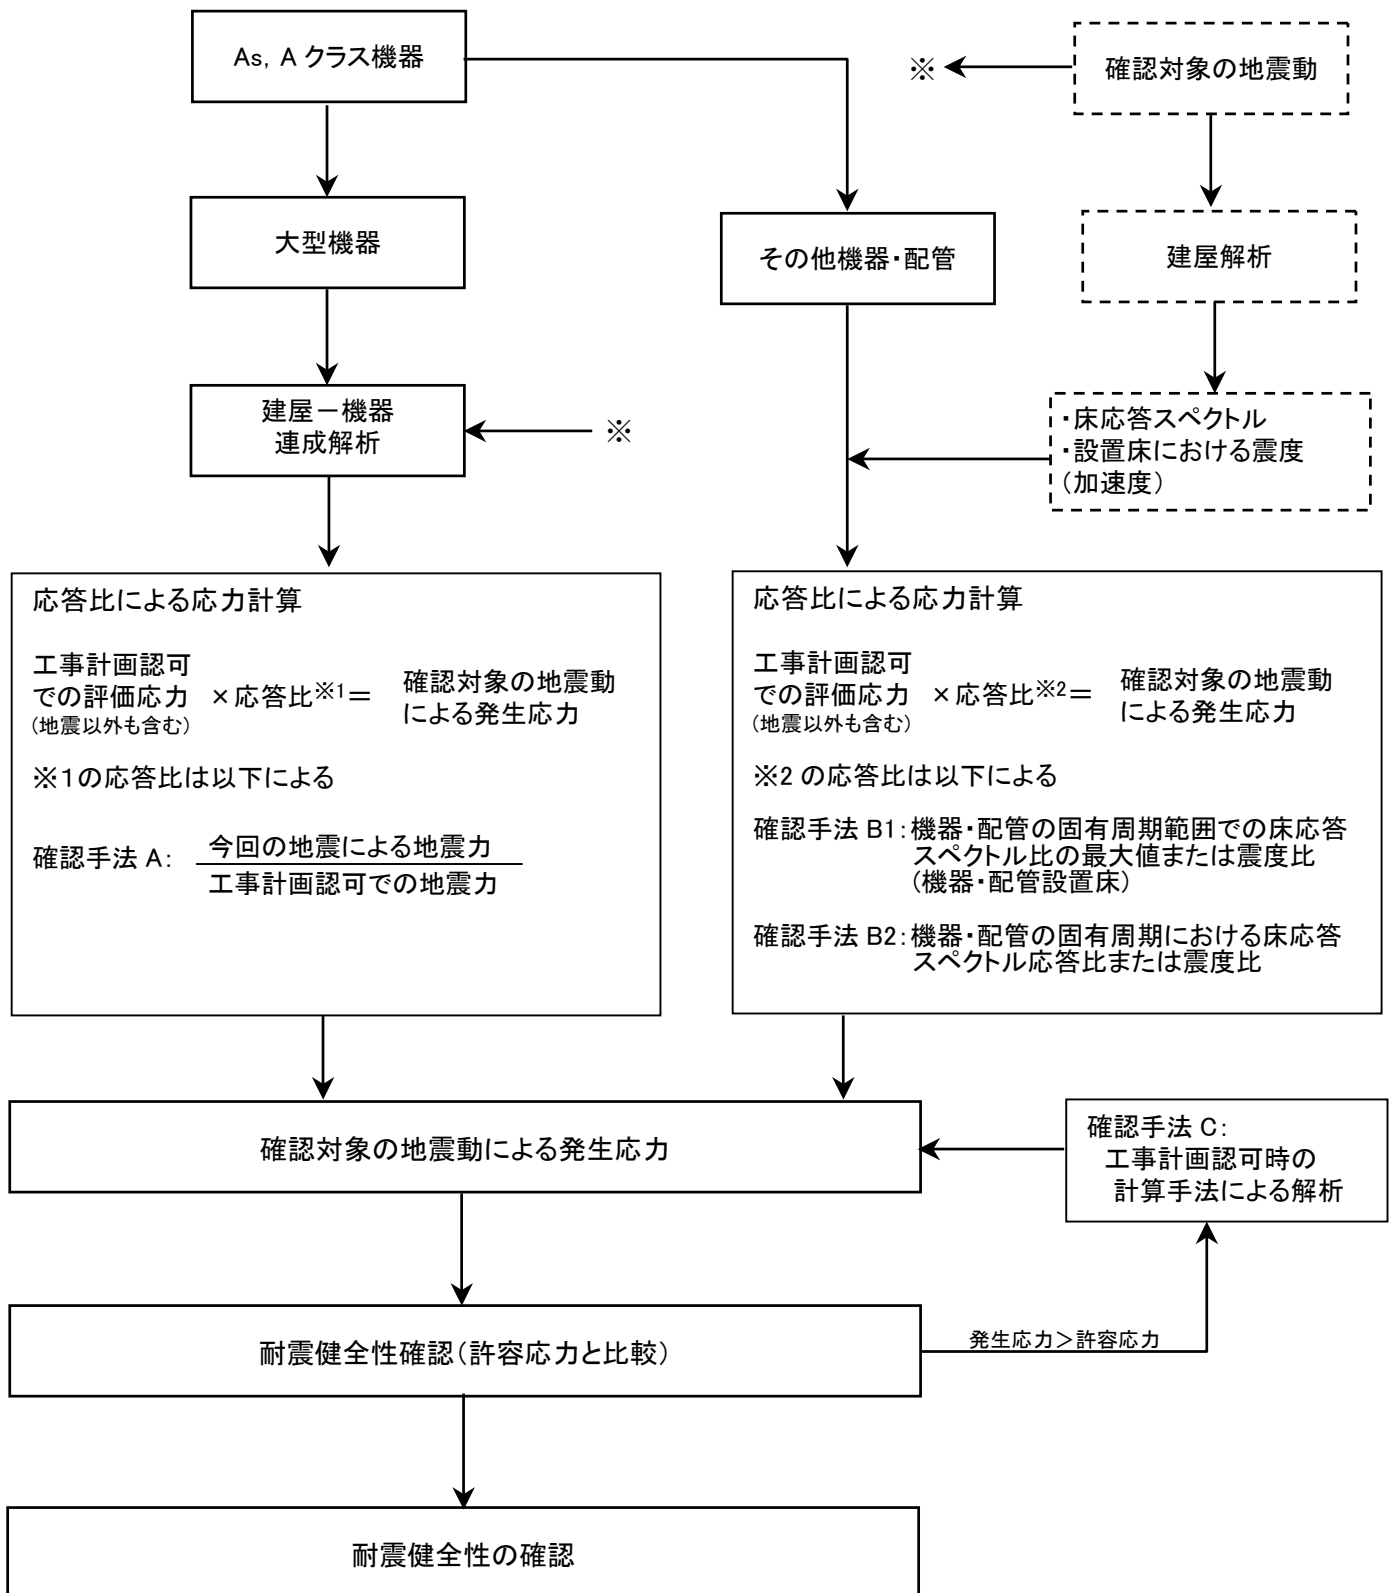 As, A クラス機器
※
確認対象の地震動
大型機器
その他機器・配管
建屋解析
建屋－機器
連成解析
※
・床応答スペクトル
・設置床における震度
(加速度)
応答比による応力計算
工事計画認可
での評価応力
(地震以外も含む)
×応答比※1＝
確認対象の地震動
による発生応力
※１の応答比は以下による
確認手法 A:
今回の地震による地震力
工事計画認可での地震力
応答比による応力計算
工事計画認可
での評価応力
(地震以外も含む)
×応答比※2＝
確認対象の地震動
による発生応力
※2 の応答比は以下による
確認手法 B1:機器・配管の固有周期範囲での床応答
スペクトル比の最大値または震度比
(機器・配管設置床)
確認手法 B2:機器・配管の固有周期における床応答
スペクトル応答比または震度比
確認対象の地震動による発生応力
確認手法 C:
工事計画認可時の
計算手法による解析
耐震健全性確認(許容応力と比較)
発生応力＞許容応力
耐震健全性の確認